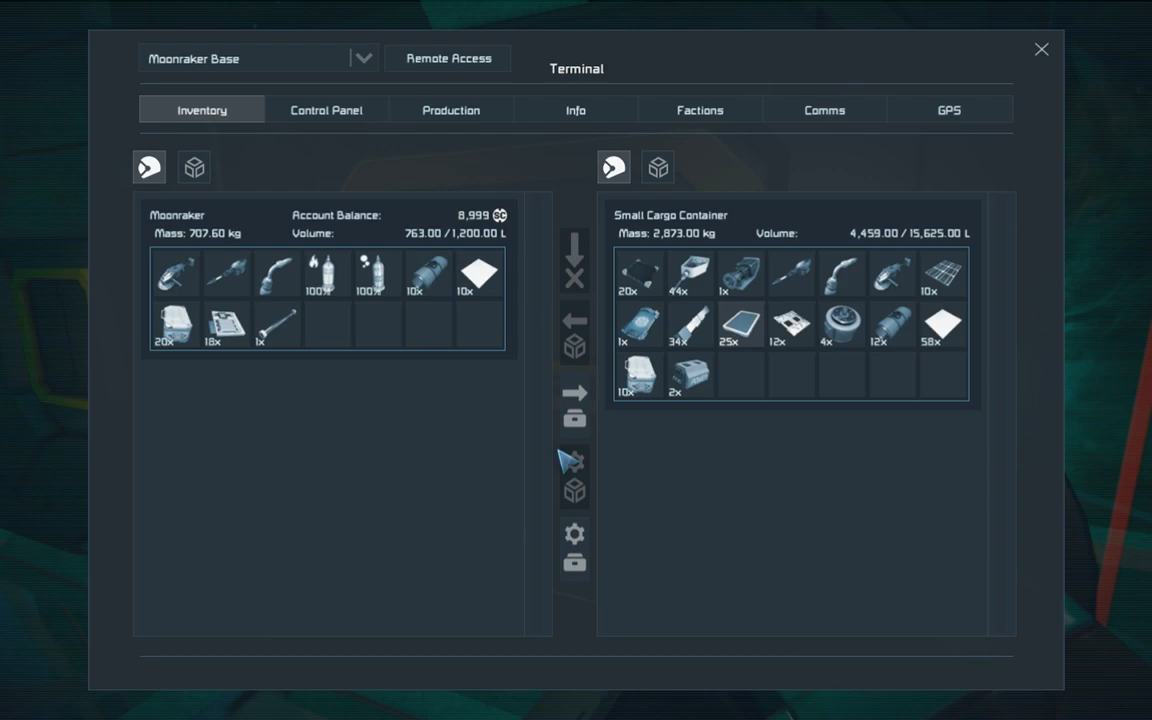 Moonraker Base
Remote Access
Terminal
Inventory
Control Panel
Production
Info
Factions
Comms
GPS
Moonraker
Account Balance:
8,999 SC
Mass: 707.60 kg
Volume:
763.00 / 1,200.00 L
100%
100%
10x
10x
20x
18x
1x
Small Cargo Container
Mass: 2,873.00 kg
Volume:
4,459.00 / 15,625.00 L
20x
44x
1x
10x
1x
34x
25x
12x
4x
12x
58x
10x
2x